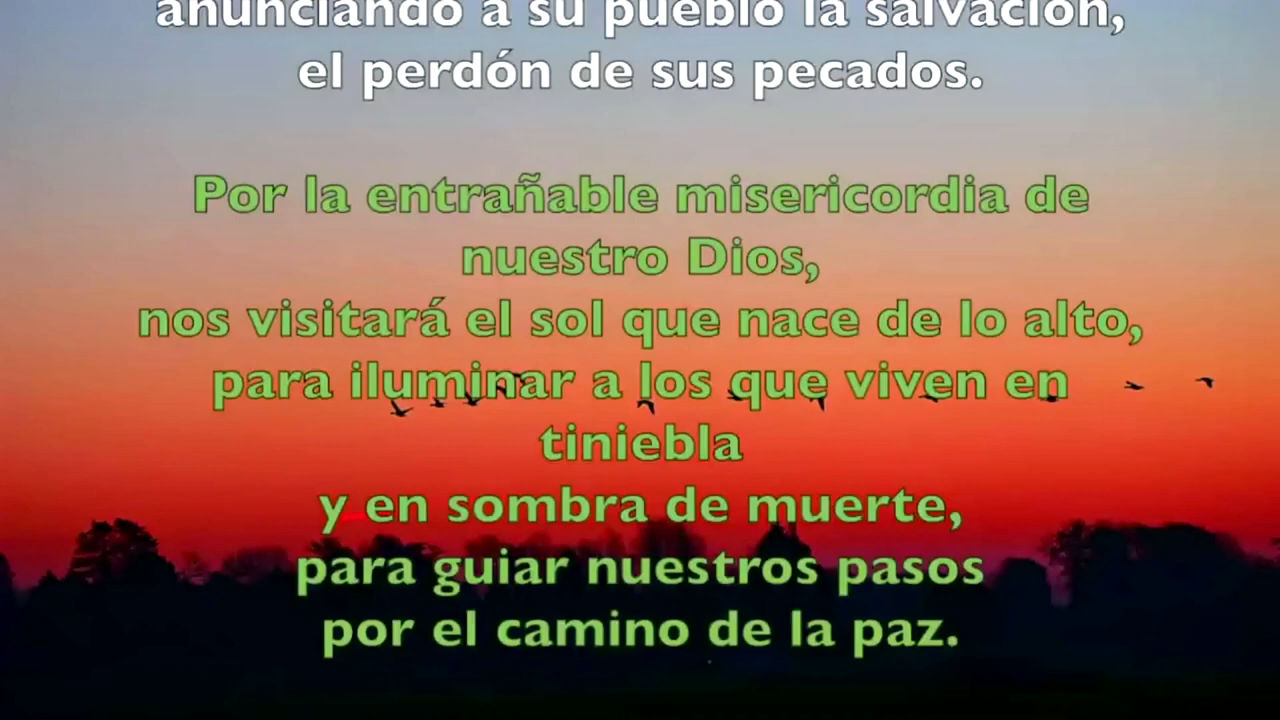 anunciando a su pueblo la salvación,
el perdón de sus pecados.
Por la entrañable misericordia de
nuestro Dios,
nos visitará el sol que nace de lo alto,
para iluminar a los que viven en
tiniebla
y en sombra de muerte,
para guiar nuestros pasos
por el camino de la paz.